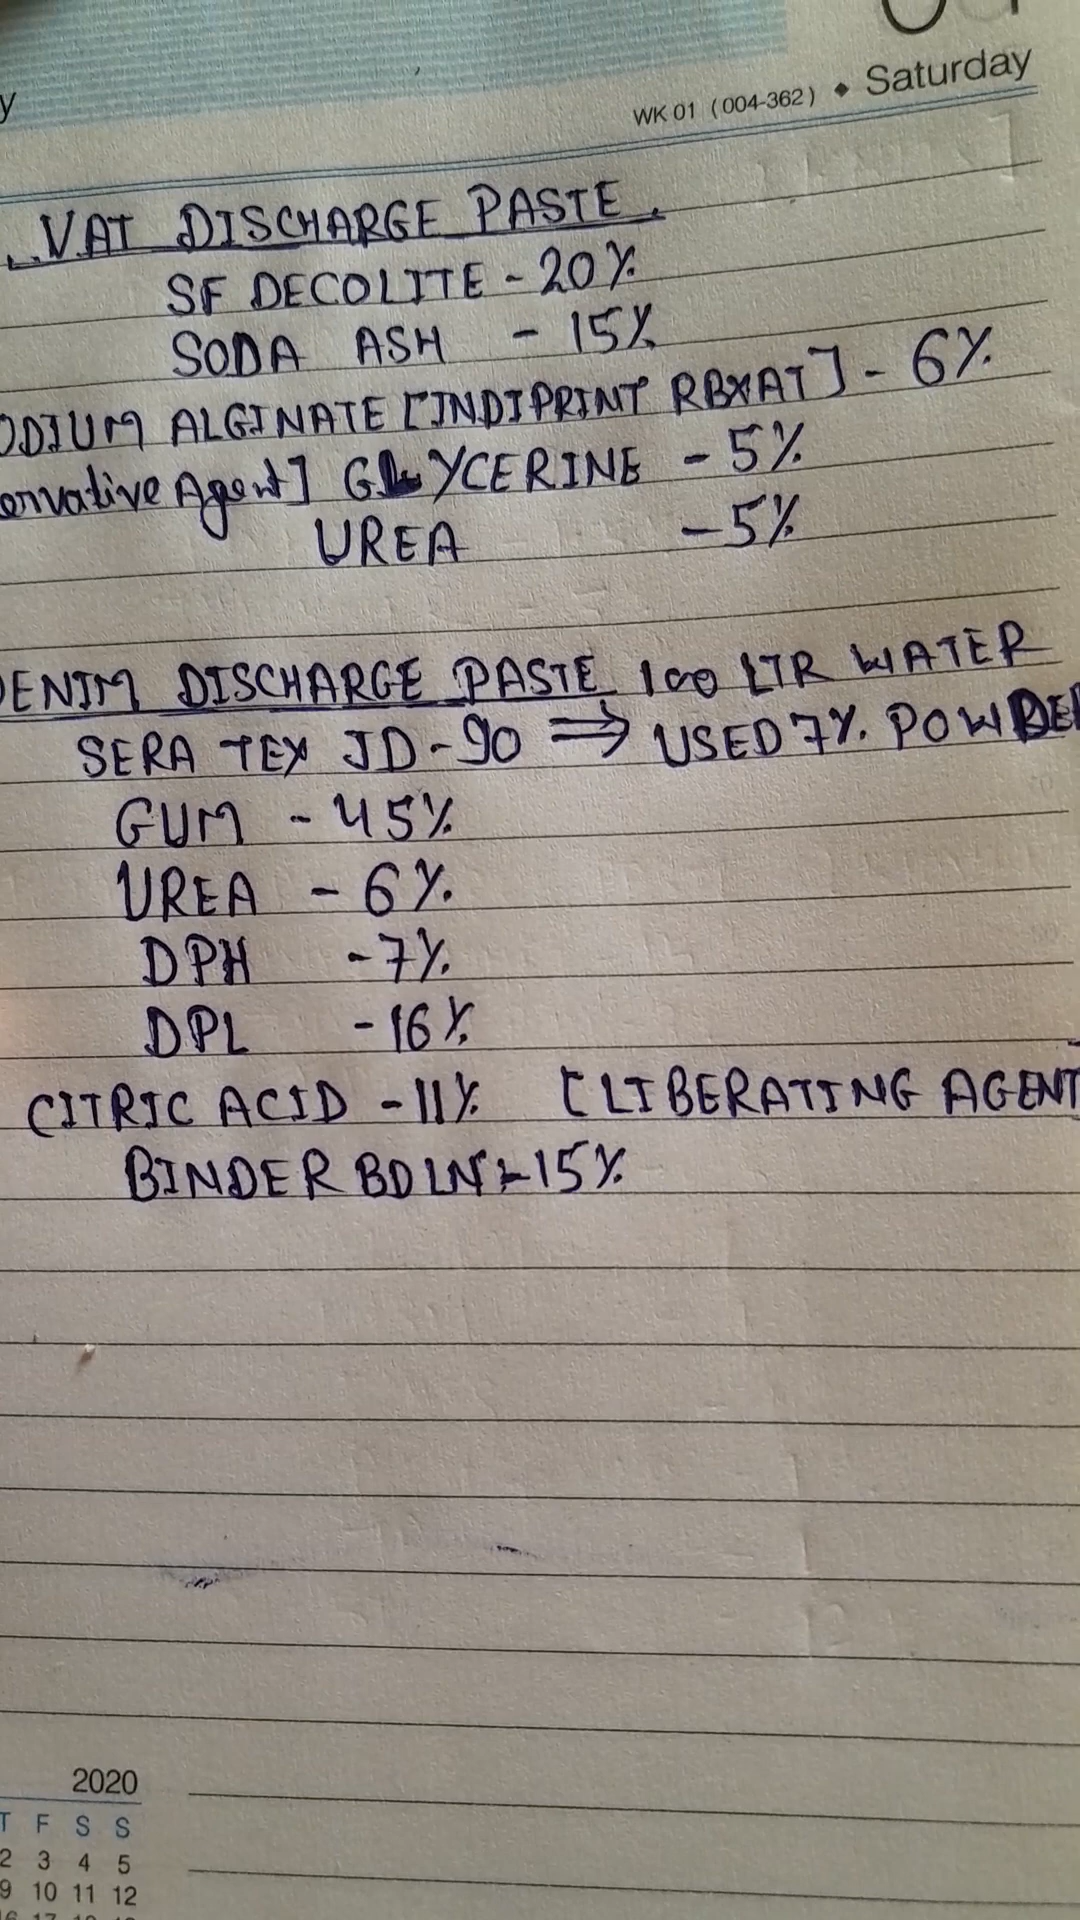 y
WK 01 (004-362) ◆ Saturday
VAT DISCHARGE PASTE
SF DECOLITE - 20%
SODA ASH - 15%
ODIUM ALGINATE [INDIPRINT RBXAT] - 6%
ervative Agent] GLYCERINE - 5%
UREA - 5%
DENIM DISCHARGE PASTE 100 LTR WATER
SERA TEX JD-90 ⇒ USED 7% POWDER
GUM - 45%
UREA - 6%
DPH - 7%
DPL - 16%
CITRIC ACID - 11% [LIBERATING AGENT
BINDER BDLN - 15%
2020
T F S S
2 3 4 5
9 10 11 12